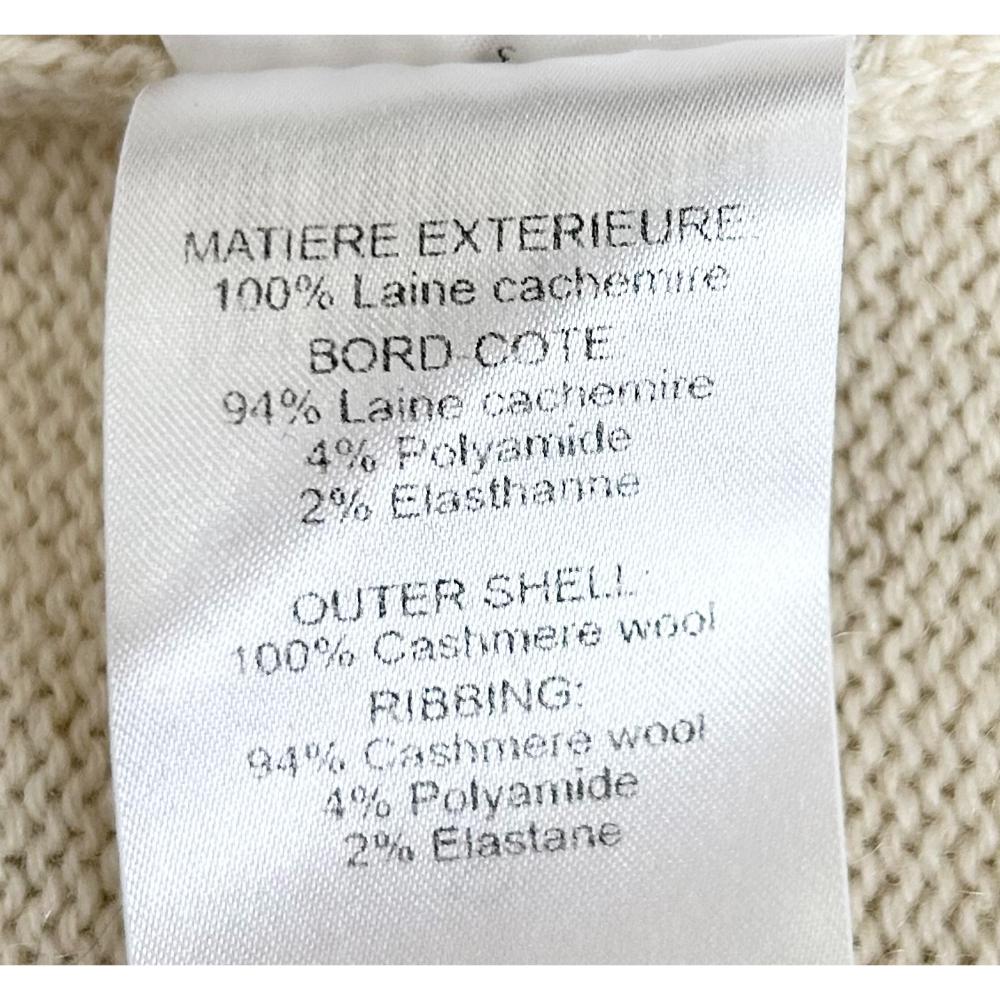 MATIERE EXTERIEURE:
100% Laine cachemire
BORD-COTE
94% Laine cachemire
4% Polyamide
2% Elasthanne
OUTER SHELL:
100% Cashmere wool
RIBBING:
94% Cashmere wool
4% Polyamide
2% Elastane